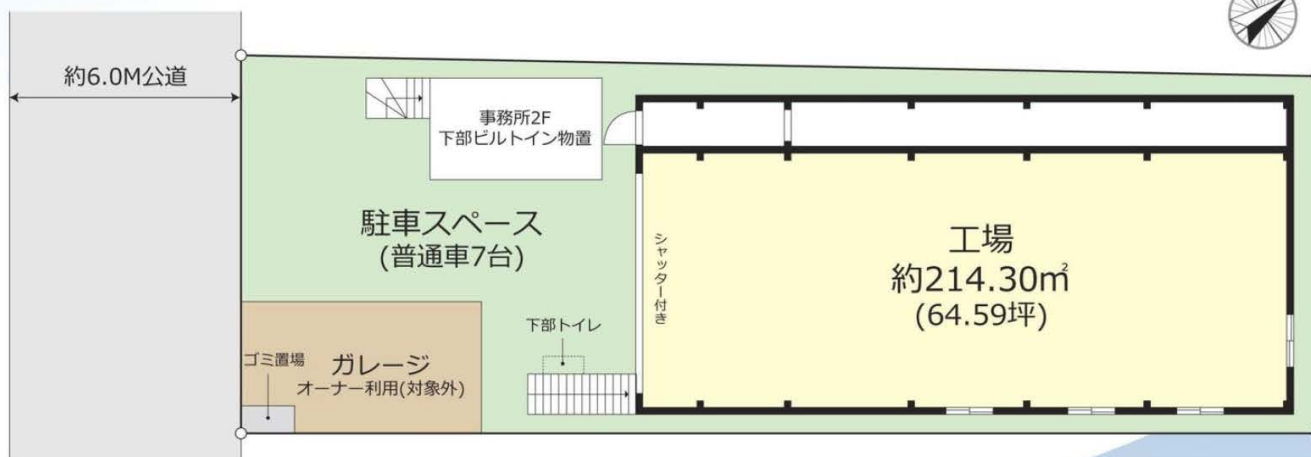 約6.0M公道
事務所2F
下部ビルトイン物置
駐車スペース
(普通車7台)
シャッター付き
工場
約214.30㎡
(64.59坪)
下部トイレ
ゴミ置場
ガレージ
オーナー利用(対象外)